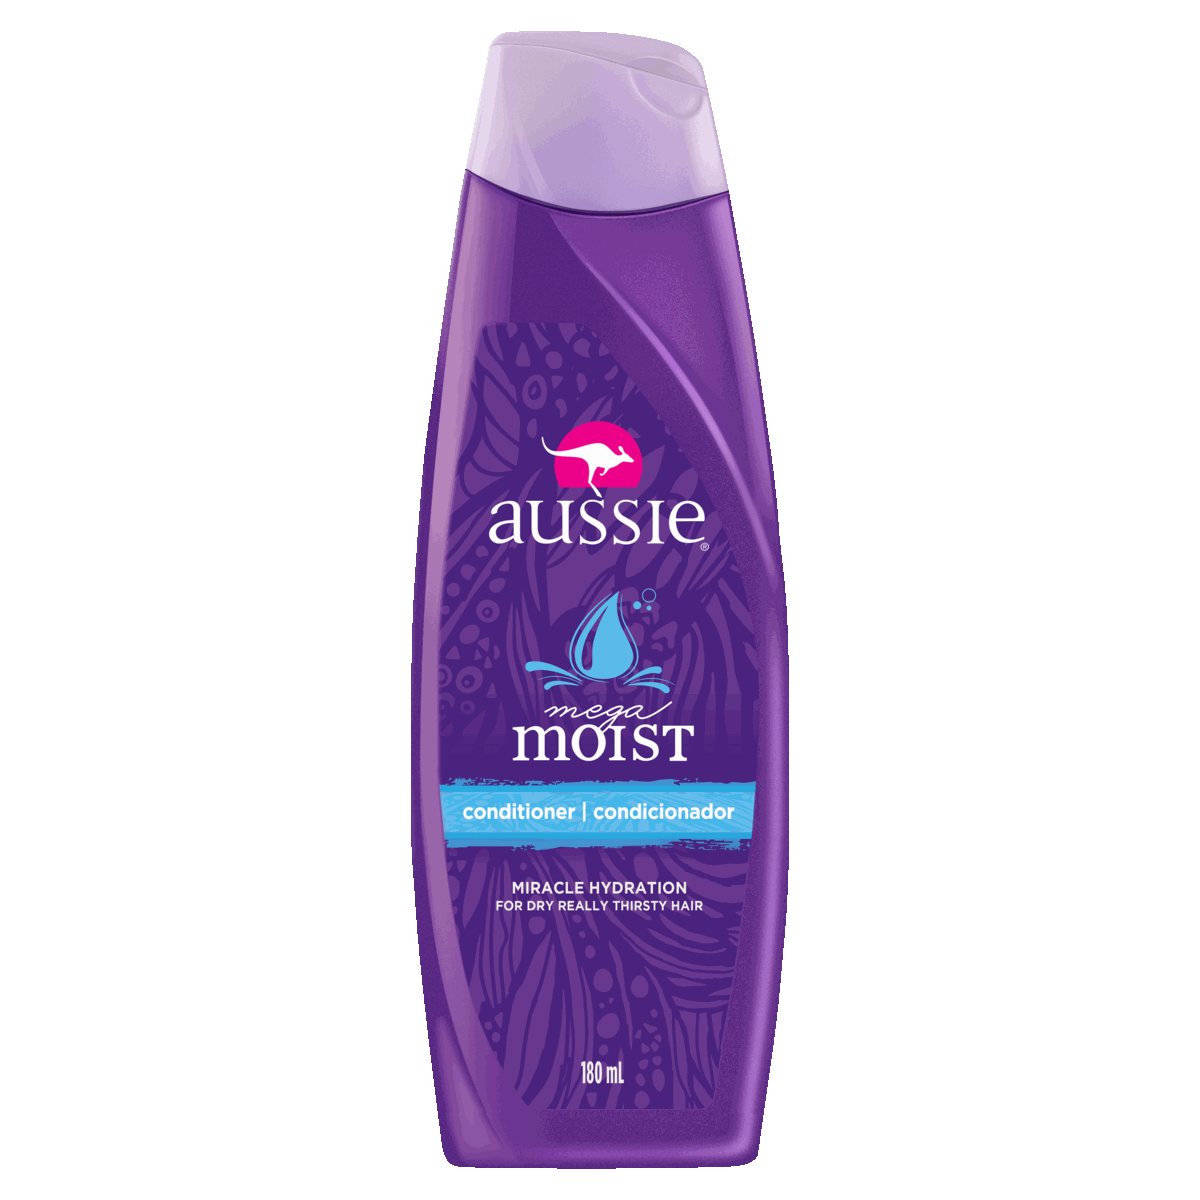 aussie®
mega
MOIST
conditioner | condicionador
MIRACLE HYDRATION
FOR DRY REALLY THIRSTY HAIR
180 mL